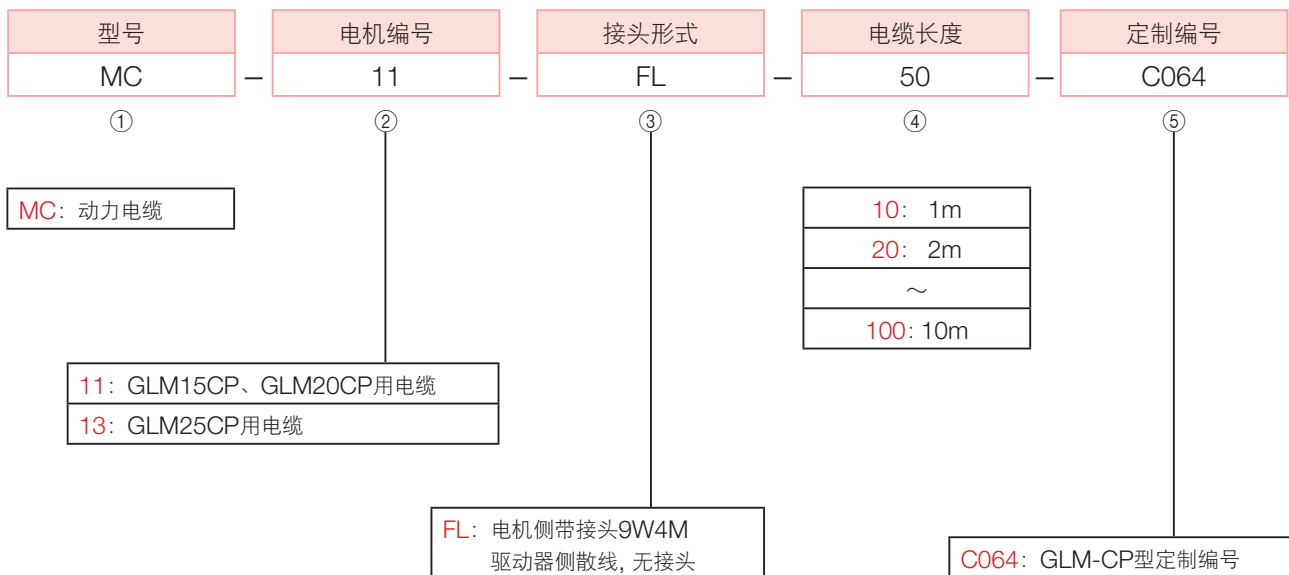 型号 电机编号 接头形式 电缆长度 定制编号
MC – 11 – FL – 50 – C064
① ② ③ ④ ⑤
MC: 动力电缆
10: 1m
20: 2m
～
100: 10m
11: GLM15CP、GLM20CP用电缆
13: GLM25CP用电缆
FL: 电机侧带接头9W4M
驱动器侧散线, 无接头
C064: GLM-CP型定制编号